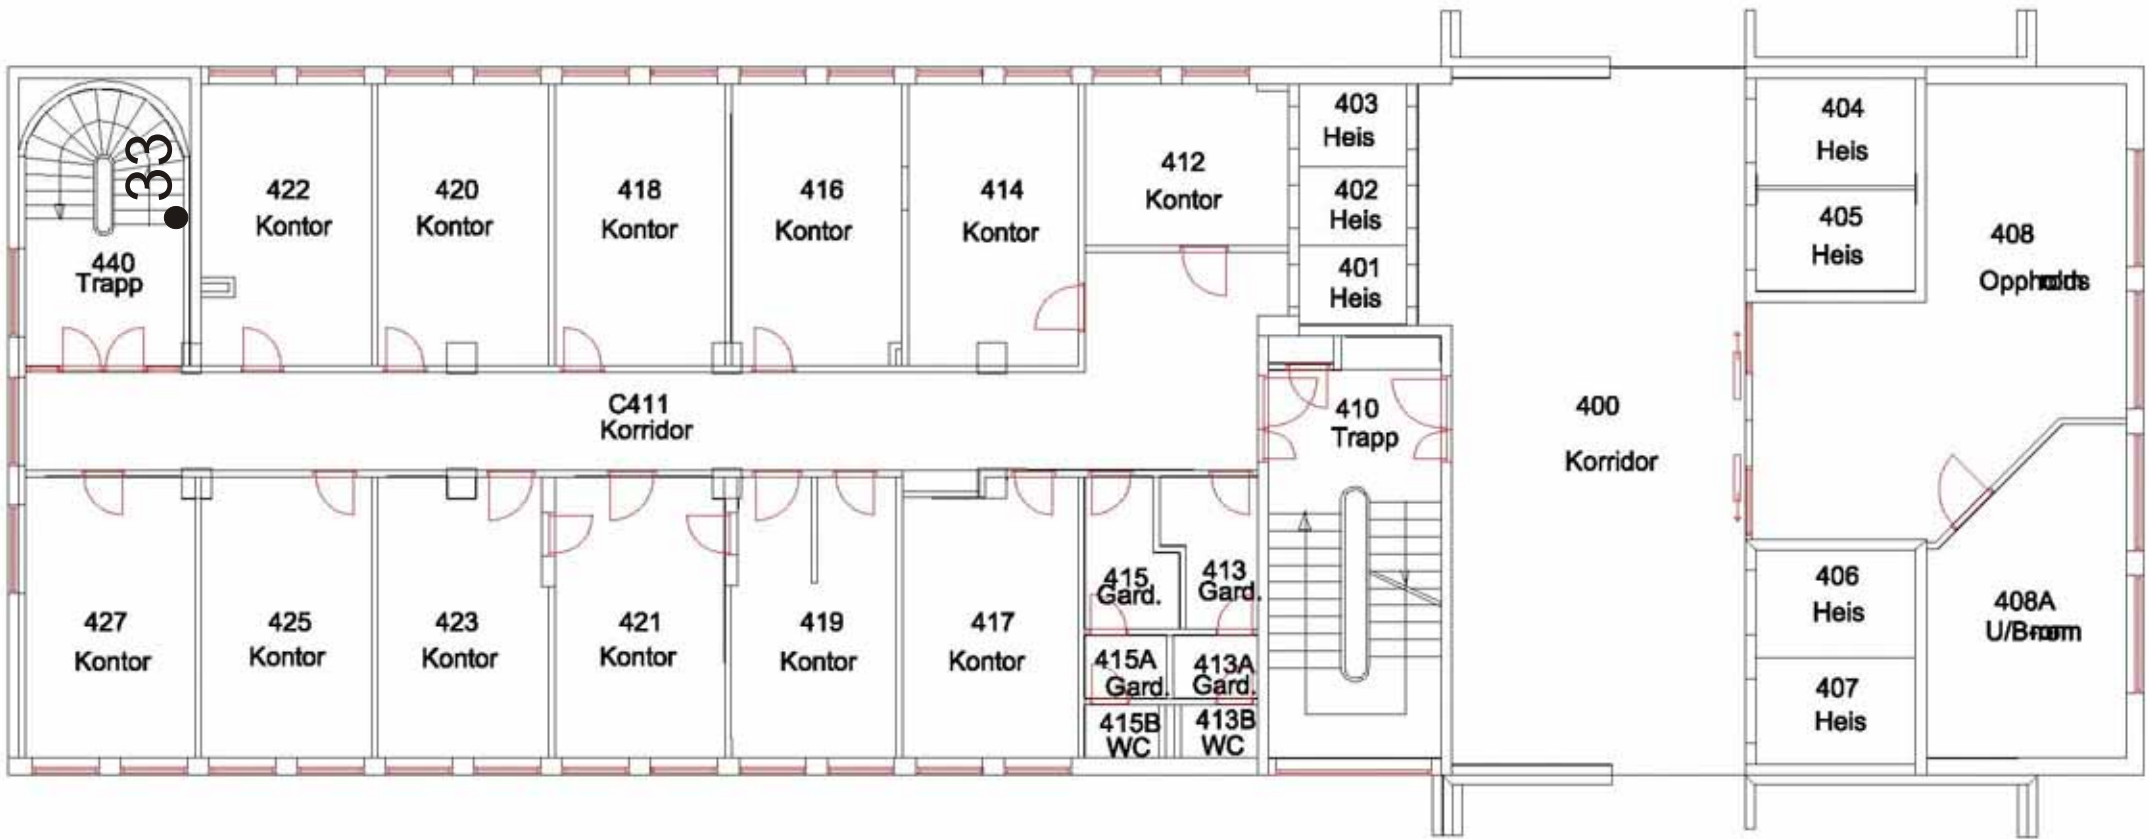 403
Heis
404
Heis
.33
412
Kontor
422
Kontor
420
Kontor
418
Kontor
416
Kontor
414
Kontor
402
Heis
405
Heis
408
440
Trapp
401
Heis
C411
Korridor
410
Trapp
400
Korridor
415
Gard.
413
Gard.
406
Heis
408A
427
Kontor
425
Kontor
423
Kontor
421
Kontor
419
Kontor
417
Kontor
415A
Gard.
413A
Gard.
407
Heis
415B
WC
413B
WC